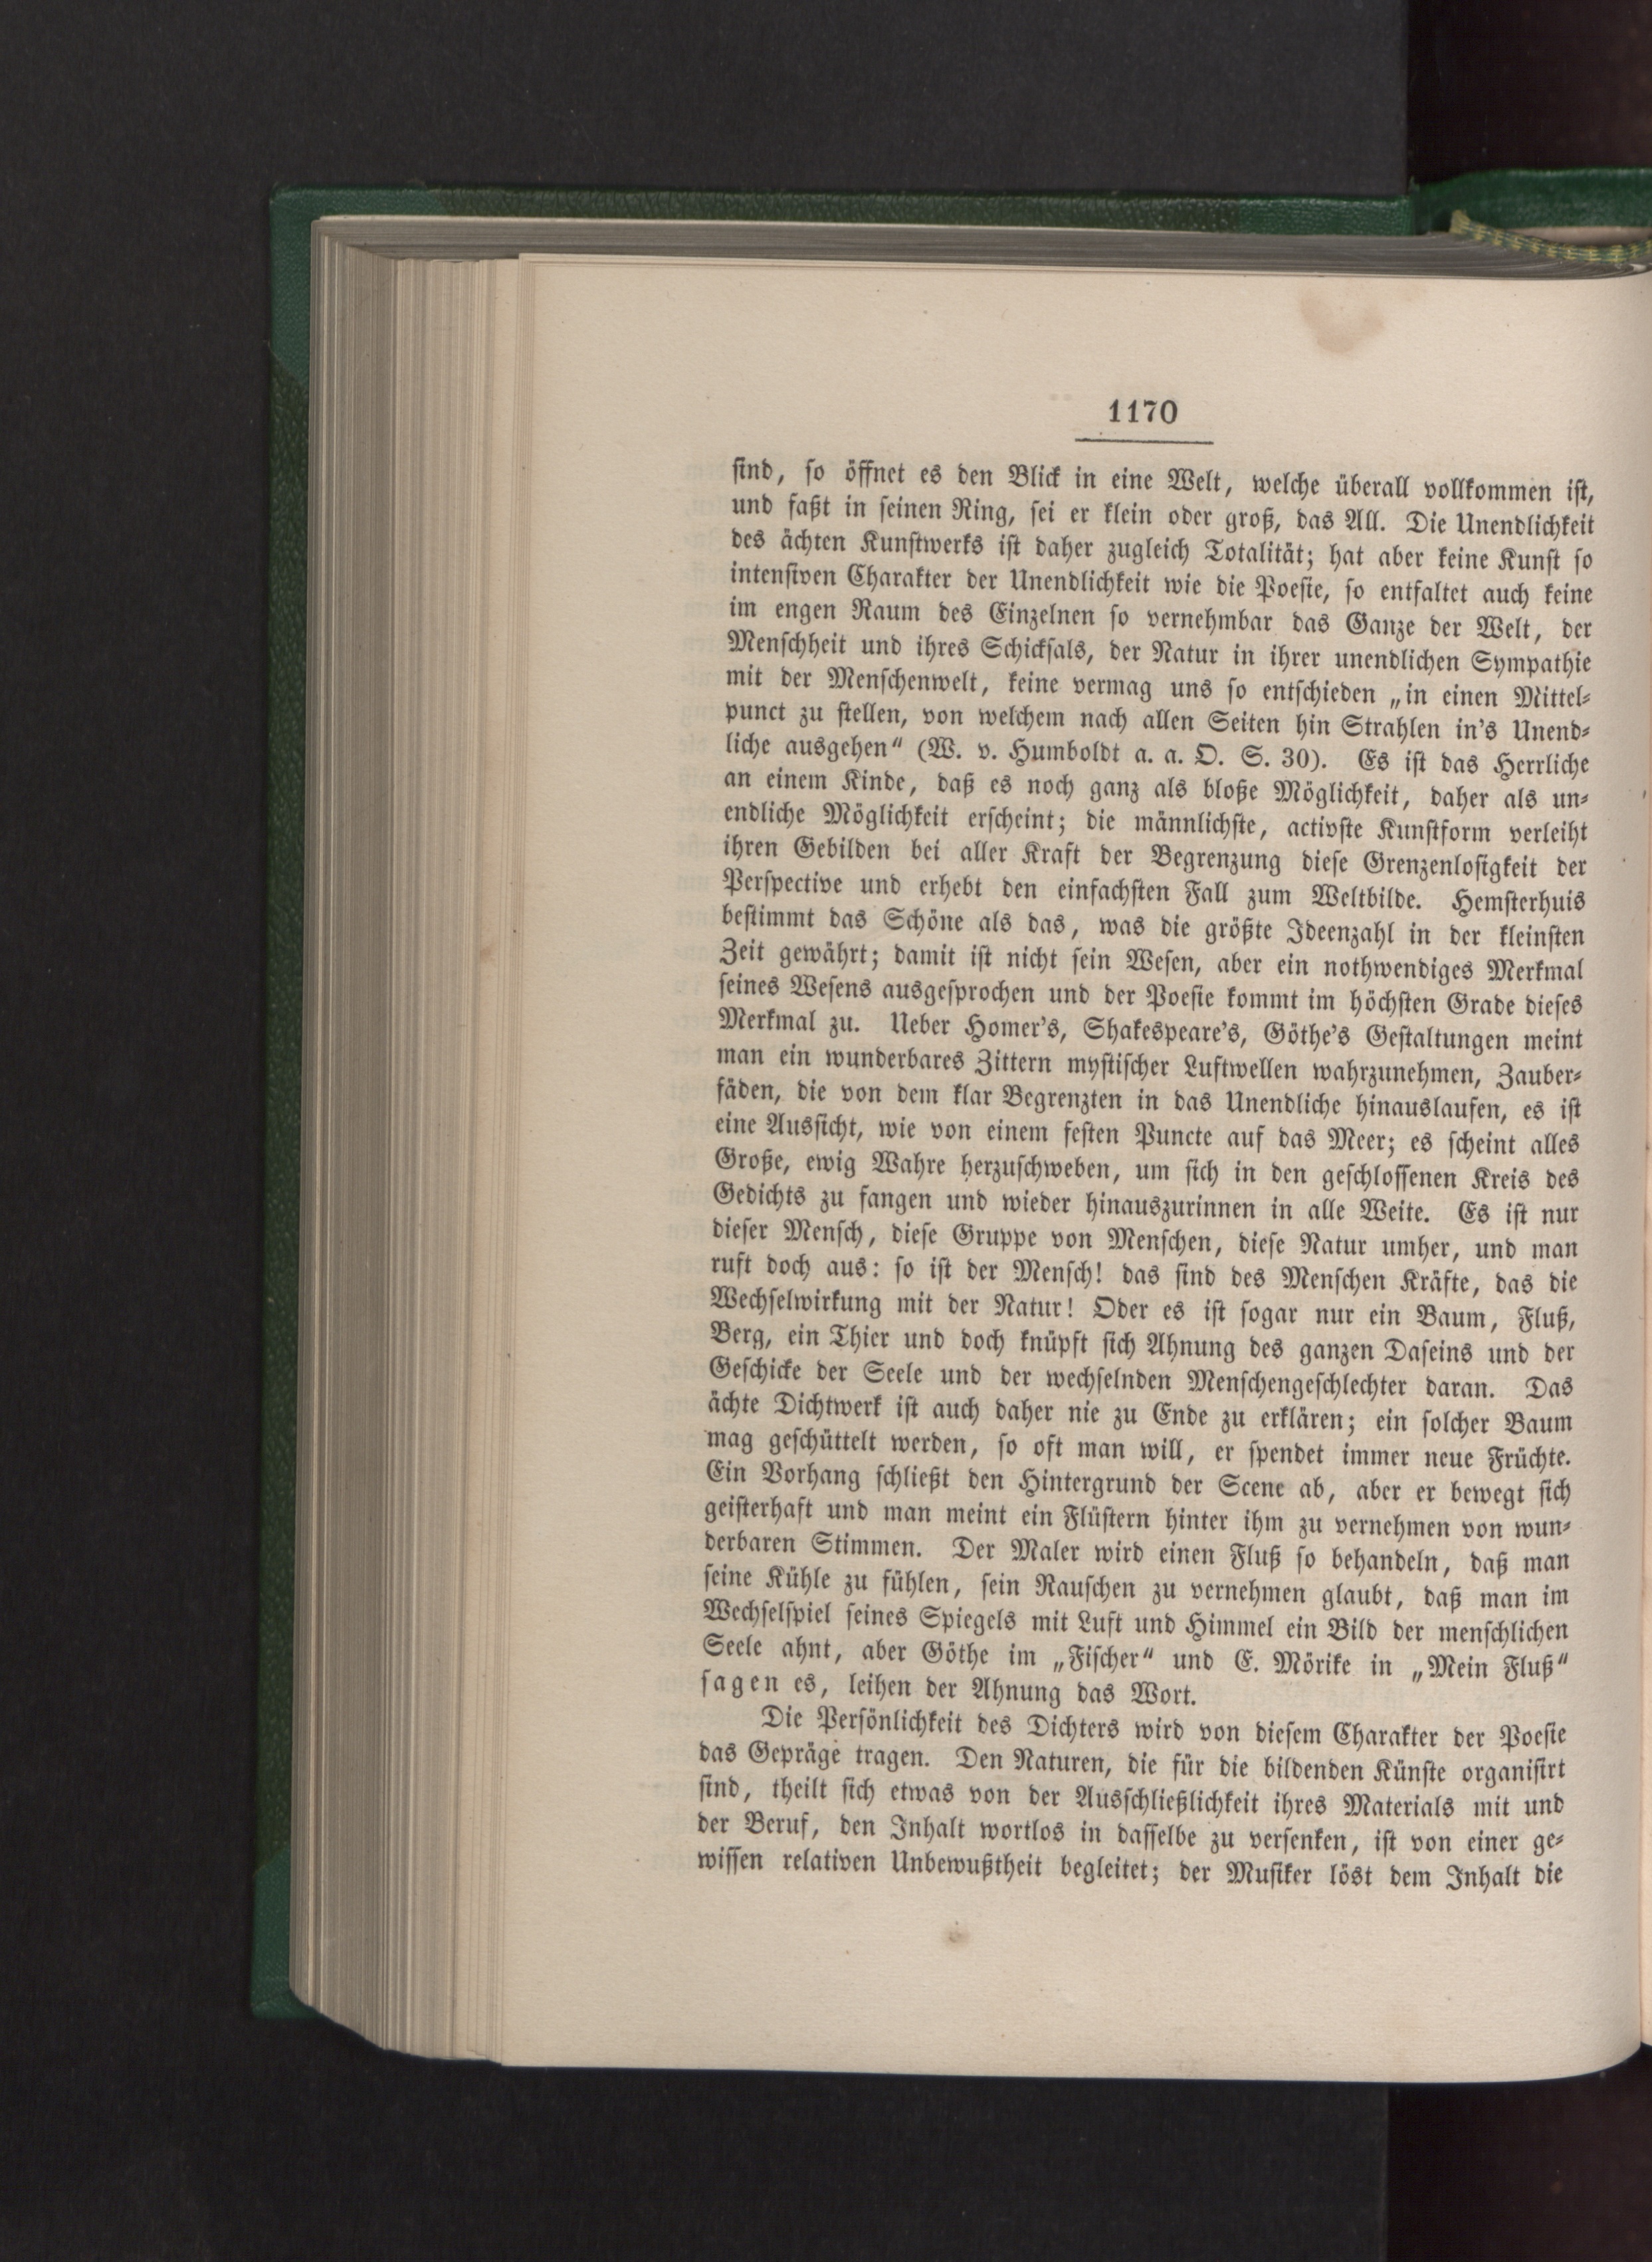 1170
sind, so öffnet es den Blick in eine Welt, welche überall vollkommen ist,
und faßt in seinen Ring, sei er klein oder groß, das All. Die Unendlichkeit
des ächten Kunstwerks ist daher zugleich Totalität; hat aber keine Kunst so
intensiven Charakter der Unendlichkeit wie die Poesie, so entfaltet auch keine
im engen Raum des Einzelnen so vernehmbar das Ganze der Welt, der
Menschheit und ihres Schicksals, der Natur in ihrer unendlichen Sympathie
mit der Menschenwelt, keine vermag uns so entschieden „in einen Mittel-
punct zu stellen, von welchem nach allen Seiten hin Strahlen in's Unend-
liche ausgehen“ (W. v. Humboldt a. a. O. S. 30). Es ist das Herrliche
an einem Kinde, daß es noch ganz als bloße Möglichkeit, daher als un-
endliche Möglichkeit erscheint; die männlichste, activste Kunstform verleiht
ihren Gebilden bei aller Kraft der Begrenzung diese Grenzenlosigkeit der
Perspective und erhebt den einfachsten Fall zum Weltbilde. Hemsterhuis
bestimmt das Schöne als das, was die größte Ideenzahl in der kleinsten
Zeit gewährt; damit ist nicht sein Wesen, aber ein nothwendiges Merkmal
seines Wesens ausgesprochen und der Poesie kommt im höchsten Grade dieses
Merkmal zu. Ueber Homer's, Shakespeare's, Göthe's Gestaltungen meint
man ein wunderbares Zittern mystischer Luftwellen wahrzunehmen, Zauber-
fäden, die von dem klar Begrenzten in das Unendliche hinauslaufen, es ist
eine Aussicht, wie von einem festen Puncte auf das Meer; es scheint alles
Große, ewig Wahre herzuschweben, um sich in den geschlossenen Kreis des
Gedichts zu fangen und wieder hinauszurinnen in alle Weite. Es ist nur
dieser Mensch, diese Gruppe von Menschen, diese Natur umher, und man
ruft doch aus: so ist der Mensch! das sind des Menschen Kräfte, das die
Wechselwirkung mit der Natur! Oder es ist sogar nur ein Baum, Fluß,
Berg, ein Thier und doch knüpft sich Ahnung des ganzen Daseins und der
Geschicke der Seele und der wechselnden Menschengeschlechter daran. Das
ächte Dichtwerk ist auch daher nie zu Ende zu erklären; ein solcher Baum
mag geschüttelt werden, so oft man will, er spendet immer neue Früchte.
Ein Vorhang schließt den Hintergrund der Scene ab, aber er bewegt sich
geisterhaft und man meint ein Flüstern hinter ihm zu vernehmen von wun-
derbaren Stimmen. Der Maler wird einen Fluß so behandeln, daß man
seine Kühle zu fühlen, sein Rauschen zu vernehmen glaubt, daß man im
Wechselspiel seines Spiegels mit Luft und Himmel ein Bild der menschlichen
Seele ahnt, aber Göthe im „Fischer“ und E. Mörike in „Mein Fluß“
sagen es, leihen der Ahnung das Wort.
Die Persönlichkeit des Dichters wird von diesem Charakter der Poesie
das Gepräge tragen. Den Naturen, die für die bildenden Künste organisirt
sind, theilt sich etwas von der Ausschließlichkeit ihres Materials mit und
der Beruf, den Inhalt wortlos in dasselbe zu versenken, ist von einer ge-
wissen relativen Unbewußtheit begleitet; der Musiker löst dem Inhalt die